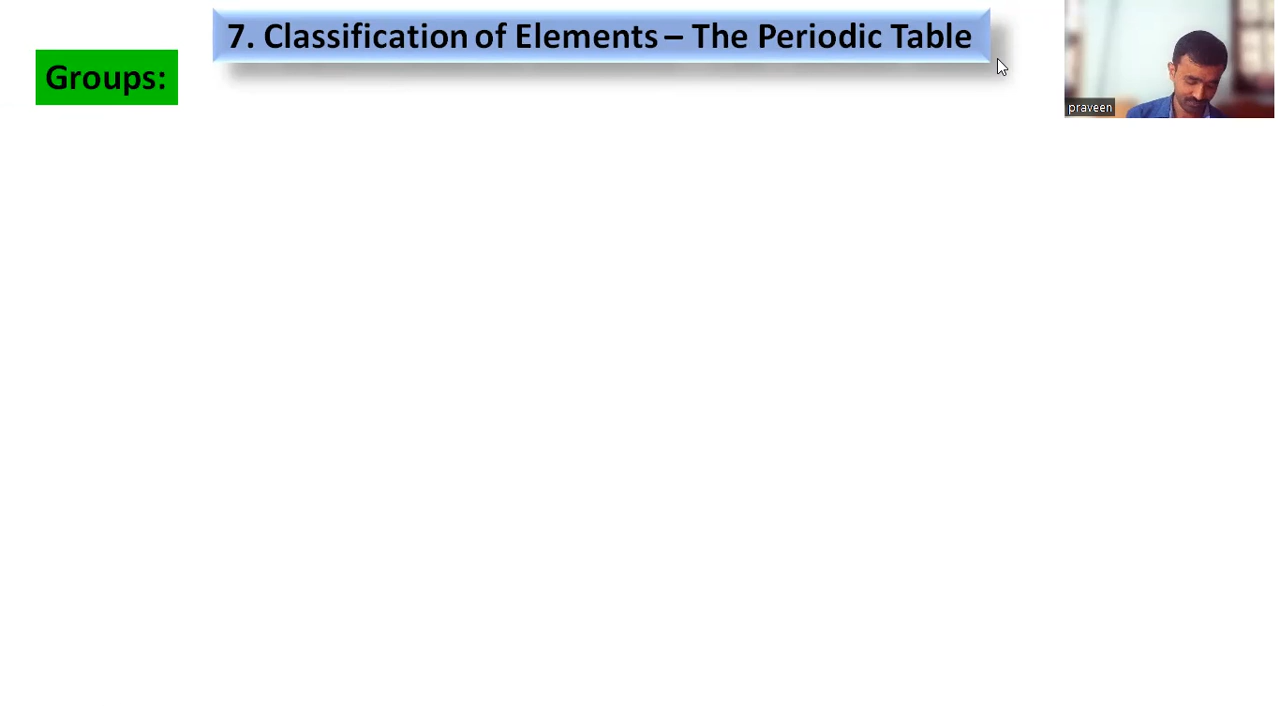 7. Classification of Elements – The Periodic Table
Groups:
praveen